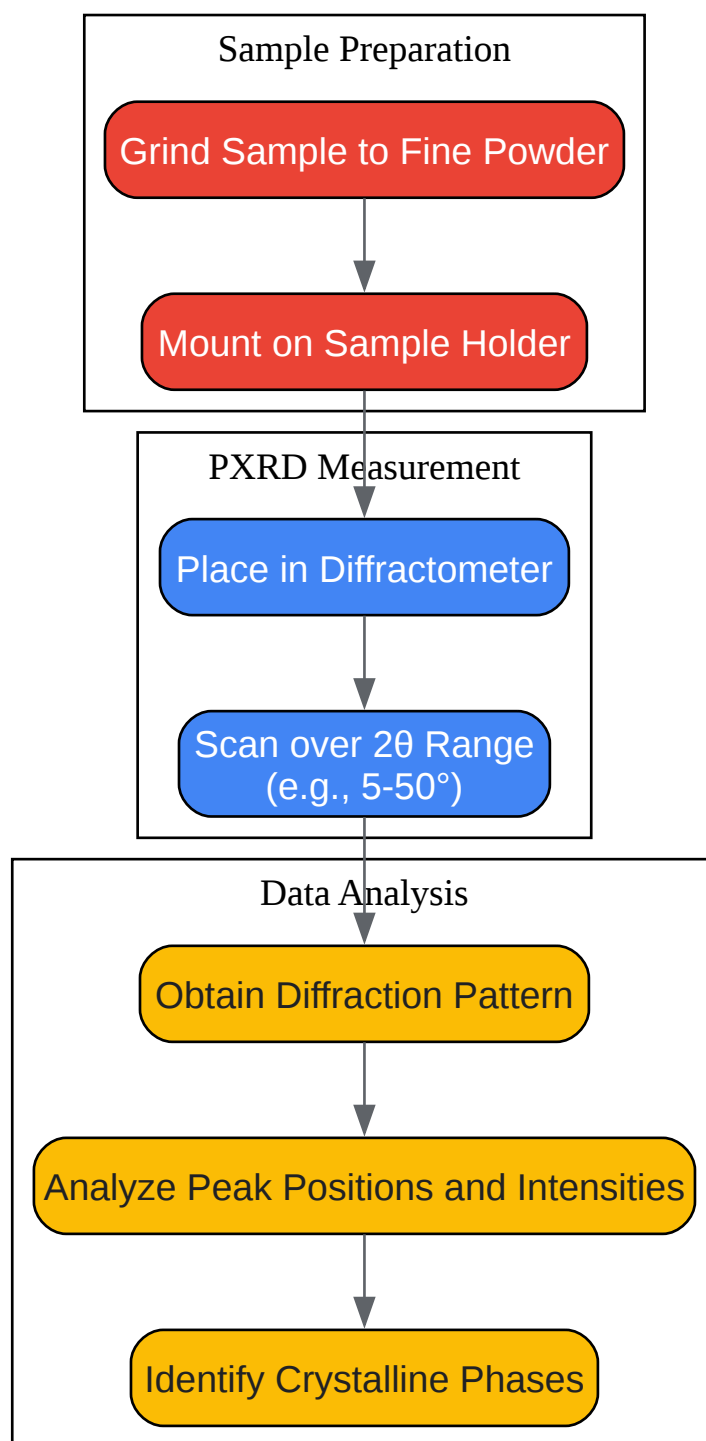 Sample Preparation
Grind Sample to Fine Powder
Mount on Sample Holder
PXRD Measurement
Place in Diffractometer
Scan over 2θ Range
(e.g., 5-50°)
Data Analysis
Obtain Diffraction Pattern
Analyze Peak Positions and Intensities
Identify Crystalline Phases